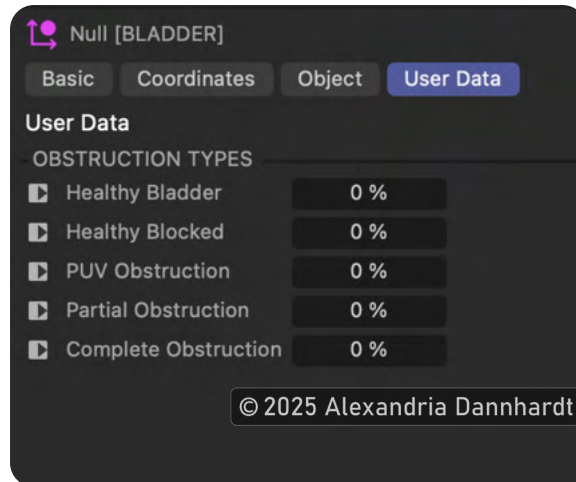 Null [BLADDER]
Basic Coordinates Object User Data
User Data
OBSTRUCTION TYPES
Healthy Bladder 0 %
Healthy Blocked 0 %
PUV Obstruction 0 %
Partial Obstruction 0 %
Complete Obstruction 0 %
© 2025 Alexandria Dannhardt